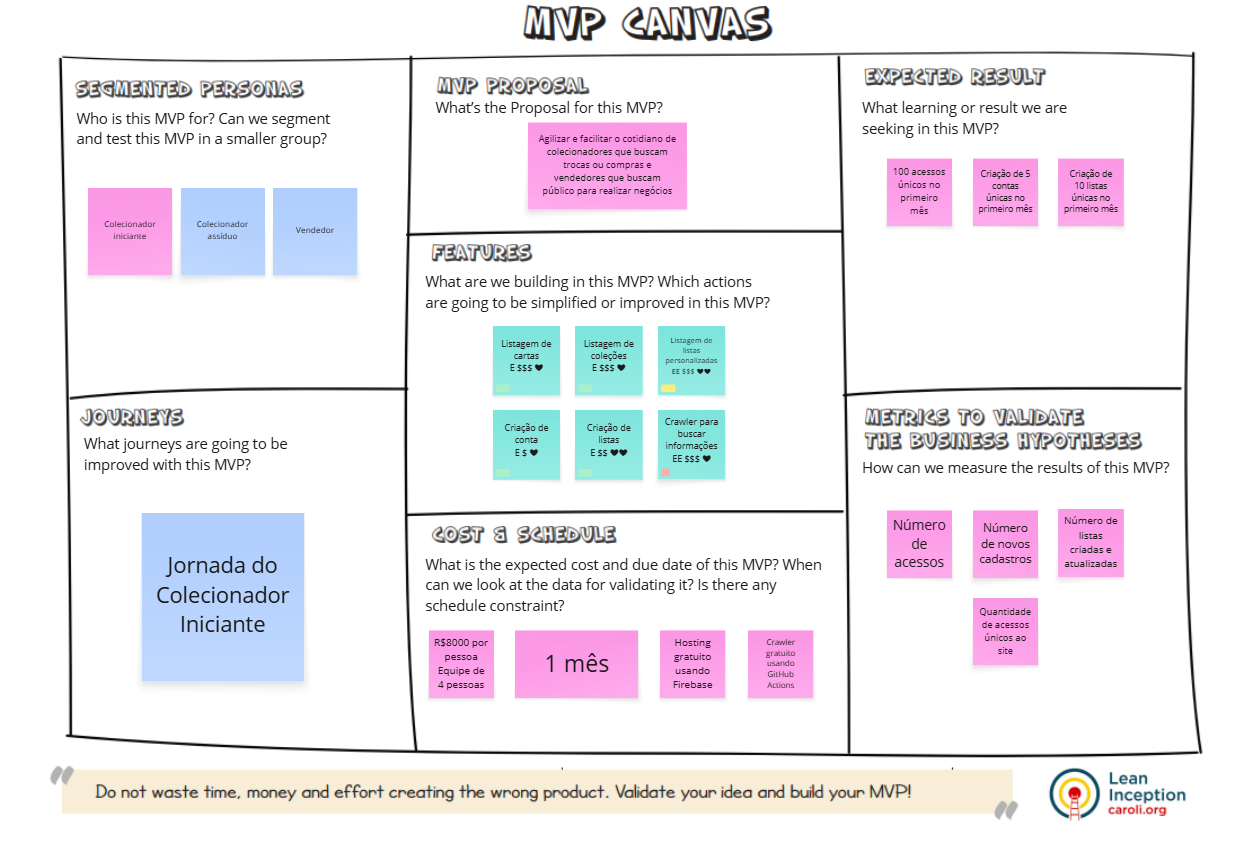 MVP CANVAS
SEGMENTED PERSONAS
Who is this MVP for? Can we segment
and test this MVP in a smaller group?
Colecionador
iniciante
Colecionador
assíduo
Vendedor
MVP PROPOSAL
What's the Proposal for this MVP?
Agilizar e facilitar o cotidiano de
colecionadores que buscam
trocas ou compras e
vendedores que buscam
público para realizar negócios
EXPECTED RESULT
What learning or result we are
seeking in this MVP?
100 acessos
únicos no
primeiro
mês
Criação de 5
contas
únicas no
primeiro mês
Criação de
10 listas
únicas no
primeiro mês
FEATURES
What are we building in this MVP? Which actions
are going to be simplified or improved in this MVP?
Listagem de
cartas
E $$$ ♥
Listagem de
coleções
E $$$ ♥
Listagem de
listas
personalizadas
EE $$$ ♥♥
Criação de
conta
E $ ♥
Criação de
listas
E $$ ♥♥
Crawler para
buscar
informações
EE $$$ ♥
JOURNEYS
What journeys are going to be
improved with this MVP?
Jornada do
Colecionador
Iniciante
COST & SCHEDULE
What is the expected cost and due date of this MVP? When
can we look at the data for validating it? Is there any
schedule constraint?
R$8000 por
pessoa
Equipe de
4 pessoas
1 mês
Hosting
gratuito
usando
Firebase
Crawler
gratuito
usando
GitHub
Actions
METRICS TO VALIDATE
THE BUSINESS HYPOTHESES
How can we measure the results of this MVP?
Número
de
acessos
Número
de novos
cadastros
Número de
listas
criadas e
atualizadas
Quantidade
de acessos
únicos ao
site
Do not waste time, money and effort creating the wrong product. Validate your idea and build your MVP!
Lean
Inception
caroli.org